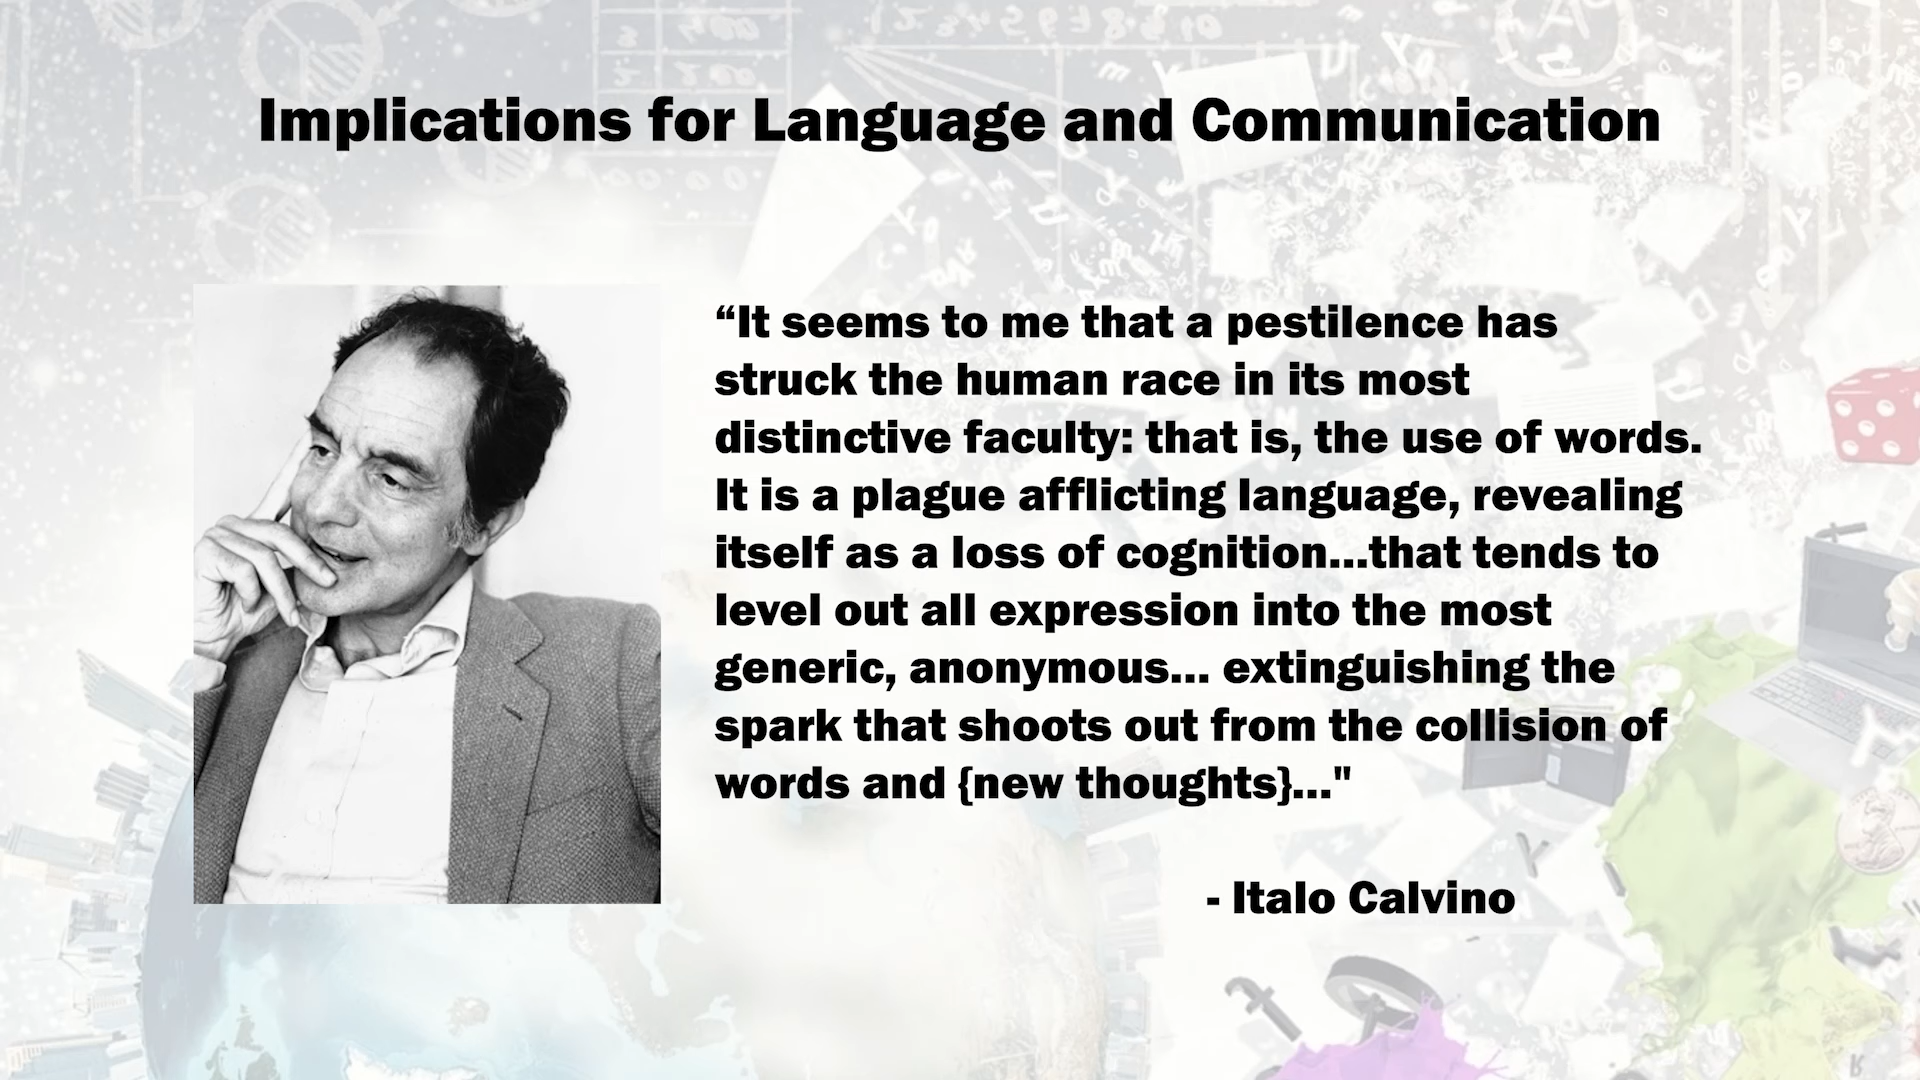 Implications for Language and Communication
“It seems to me that a pestilence has
struck the human race in its most
distinctive faculty: that is, the use of words.
It is a plague afflicting language, revealing
itself as a loss of cognition...that tends to
level out all expression into the most
generic, anonymous... extinguishing the
spark that shoots out from the collision of
words and {new thoughts}..."
- Italo Calvino